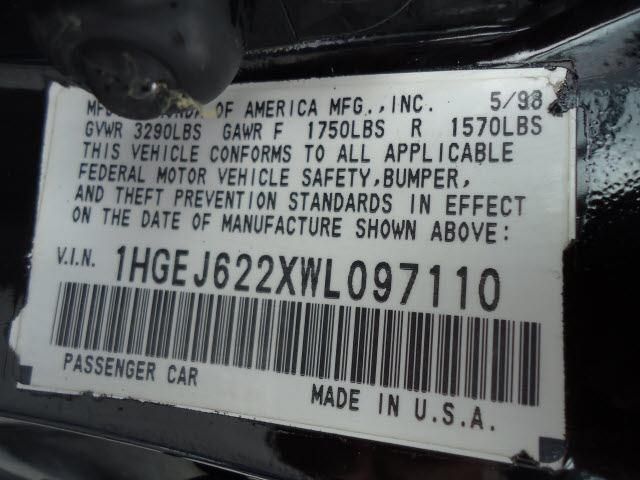 OF AMERICA MFG.,INC. 5/98
GVWR 3290LBS GAWR F 1750LBS R 1570LBS
THIS VEHICLE CONFORMS TO ALL APPLICABLE
FEDERAL MOTOR VEHICLE SAFETY,BUMPER,
AND THEFT PREVENTION STANDARDS IN EFFECT
ON THE DATE OF MANUFACTURE SHOWN ABOVE:
V.I.N. 1HGEJ622XWL097110
PASSENGER CAR MADE IN U.S.A.